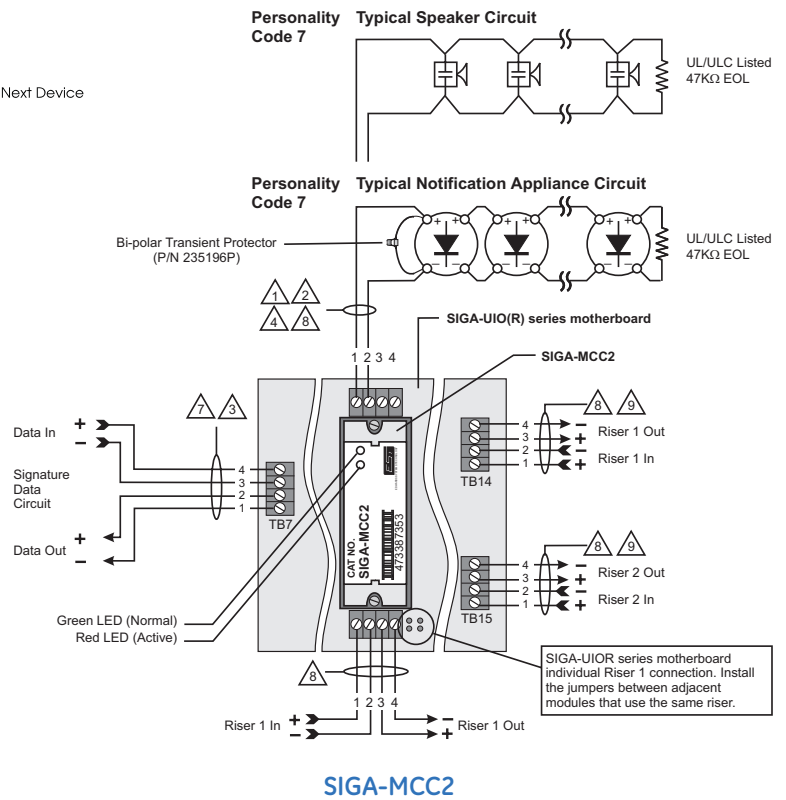 Personality Typical Speaker Circuit
Code 7
UL/ULC Listed
47KΩ EOL
Next Device
Personality Typical Notification Appliance Circuit
Code 7
Bi-polar Transient Protector
(P/N 235196P)
UL/ULC Listed
47KΩ EOL
+ + + + + +
1 2
4 8
SIGA-UIO(R) series motherboard
1 2 3 4
SIGA-MCC2
7 3
8 9
Data In
+
−
Signature
Data
Circuit
+
Data Out
−
4
3
2
1
TB7
EST
CAT NO.
SIGA-MCC2
473387353
4 − Riser 1 Out
3 +
2 − Riser 1 In
1 +
TB14
8 9
4 − Riser 2 Out
3 +
2 − Riser 2 In
1 +
TB15
Green LED (Normal)
Red LED (Active)
SIGA-UIOR series motherboard
individual Riser 1 connection. Install
the jumpers between adjacent
modules that use the same riser.
8
1 2 3 4
Riser 1 In + −
− + Riser 1 Out
SIGA-MCC2